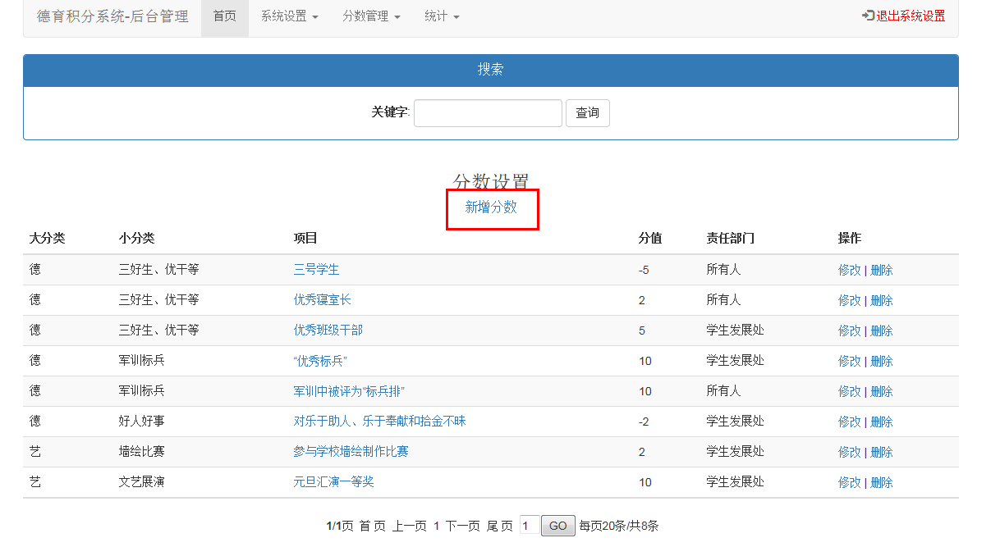 德育积分系统-后台管理 首页 系统设置 分数管理 统计 退出系统设置
搜索
关键字: 查询
分数设置
新增分数
大分类 小分类 项目 分值 责任部门 操作
德 三好生、优干等 三号学生 -5 所有人 修改 | 删除
德 三好生、优干等 优秀寝室长 2 所有人 修改 | 删除
德 三好生、优干等 优秀班级干部 5 学生发展处 修改 | 删除
德 军训标兵 “优秀标兵” 10 学生发展处 修改 | 删除
德 军训标兵 军训中被评为“标兵排” 10 所有人 修改 | 删除
德 好人好事 对乐于助人、乐于奉献和拾金不昧 -2 学生发展处 修改 | 删除
艺 墙绘比赛 参与学校墙绘制作比赛 2 学生发展处 修改 | 删除
艺 文艺展演 元旦汇演一等奖 10 学生发展处 修改 | 删除
1/1页 首 页 上一页 1 下一页 尾 页 1 GO 每页20条/共8条